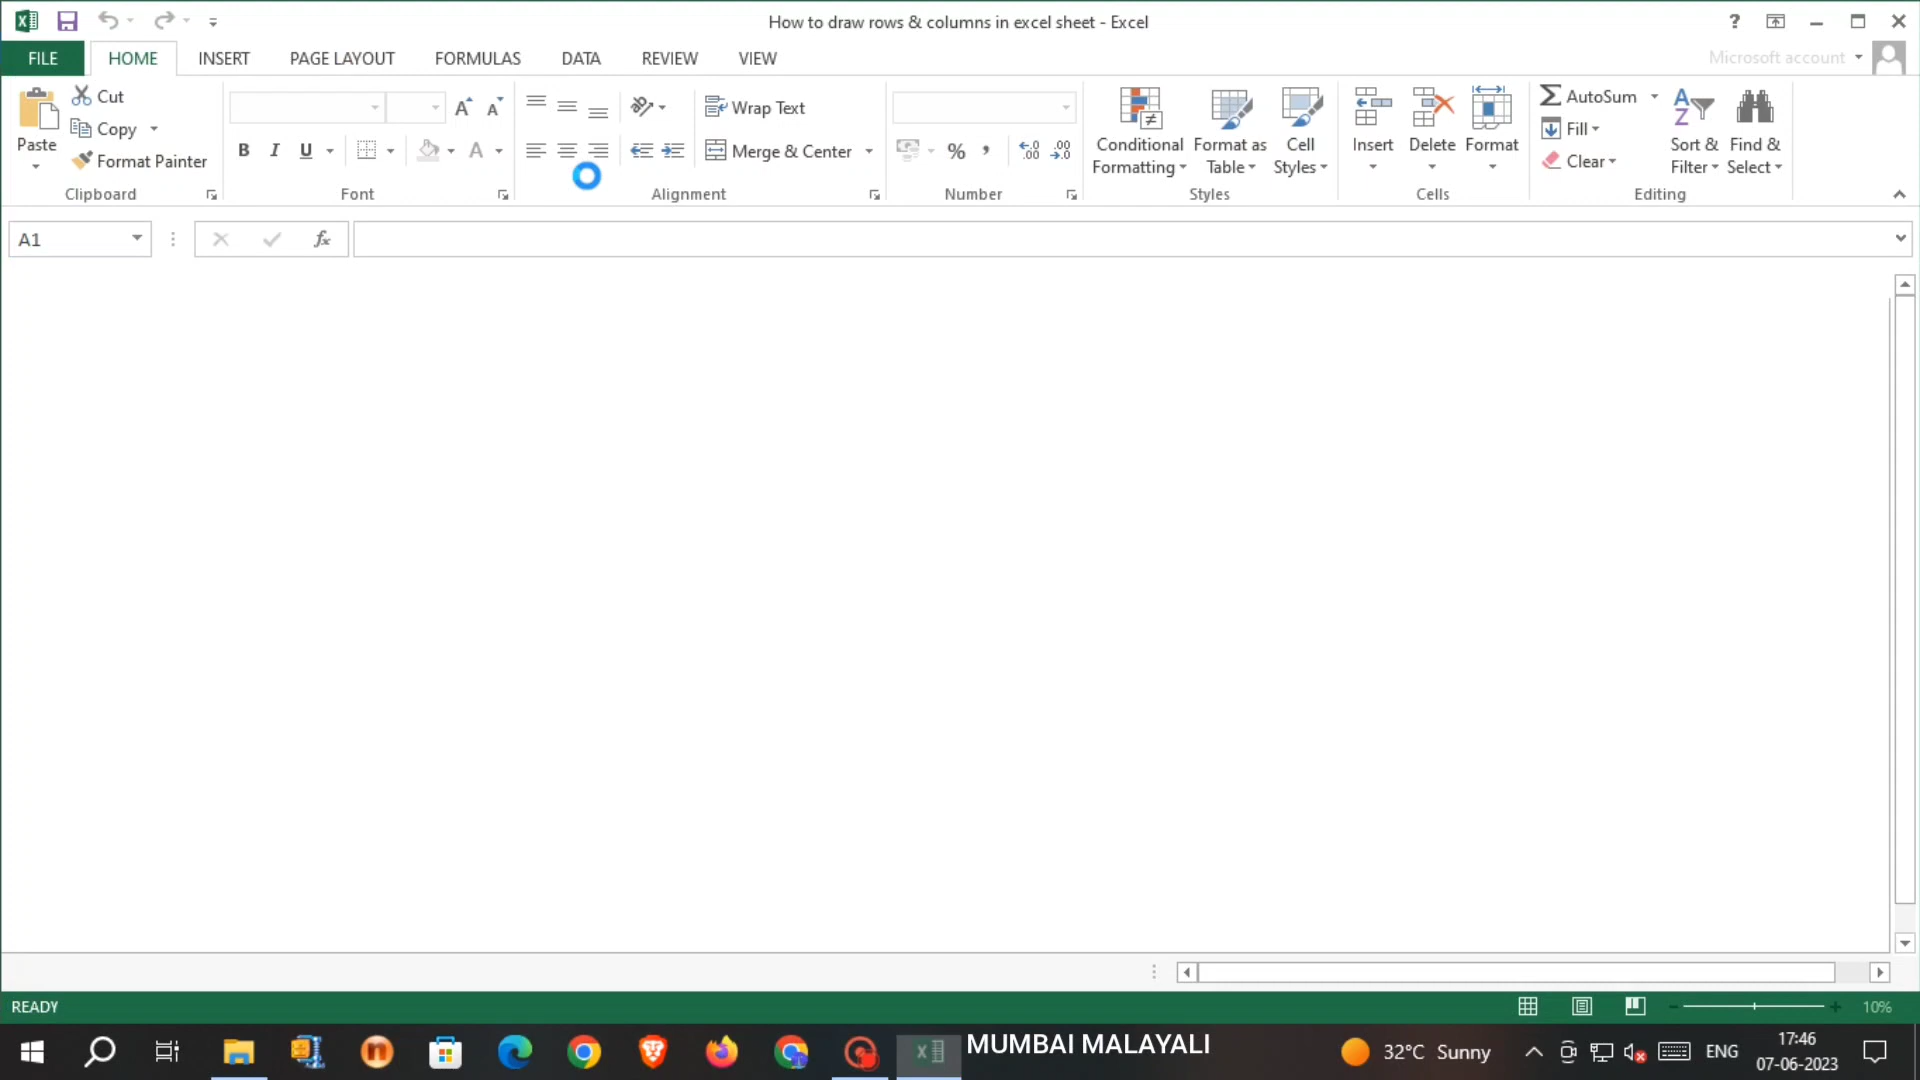 How to draw rows & columns in excel sheet - Excel
?
FILE HOME INSERT PAGE LAYOUT FORMULAS DATA REVIEW VIEW
Microsoft account
Paste
Cut
Copy
Format Painter
Clipboard
B I U A
Font
Wrap Text
Merge & Center
Alignment
% ,
Number
Conditional Formatting
Format as Table
Cell Styles
Styles
Insert
Delete
Format
Cells
AutoSum
Fill
Clear
Sort & Filter
Find & Select
Editing
A1
fx
READY
10%
MUMBAI MALAYALI
32°C Sunny
ENG
17:46
07-06-2023